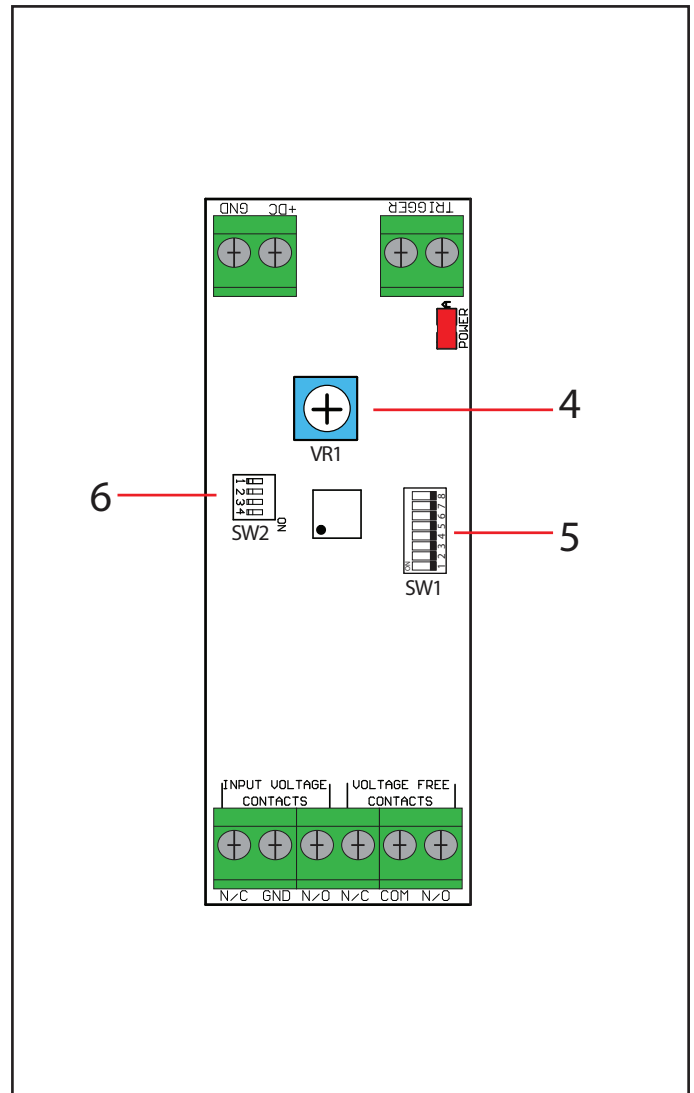 GND +DC
TRIGGER
A
POWER
4
VR1
6
1
2
3
4
ON
SW2
8
7
6
5
4
3
2
1
ON
SW1
5
INPUT VOLTAGE
CONTACTS
VOLTAGE FREE
CONTACTS
N/C GND N/O N/C COM N/O